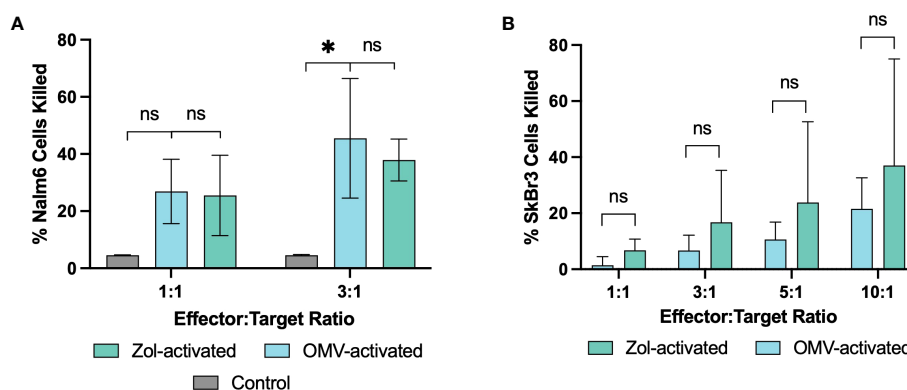 A
% Nalm6 Cells Killed
80
60
40
20
0
ns
ns
*
ns
1:1
3:1
Effector:Target Ratio
Zol-activated
OMV-activated
Control
B
% SkBr3 Cells Killed
80
60
40
20
0
ns
ns
ns
ns
1:1
3:1
5:1
10:1
Effector:Target Ratio
Zol-activated
OMV-activated